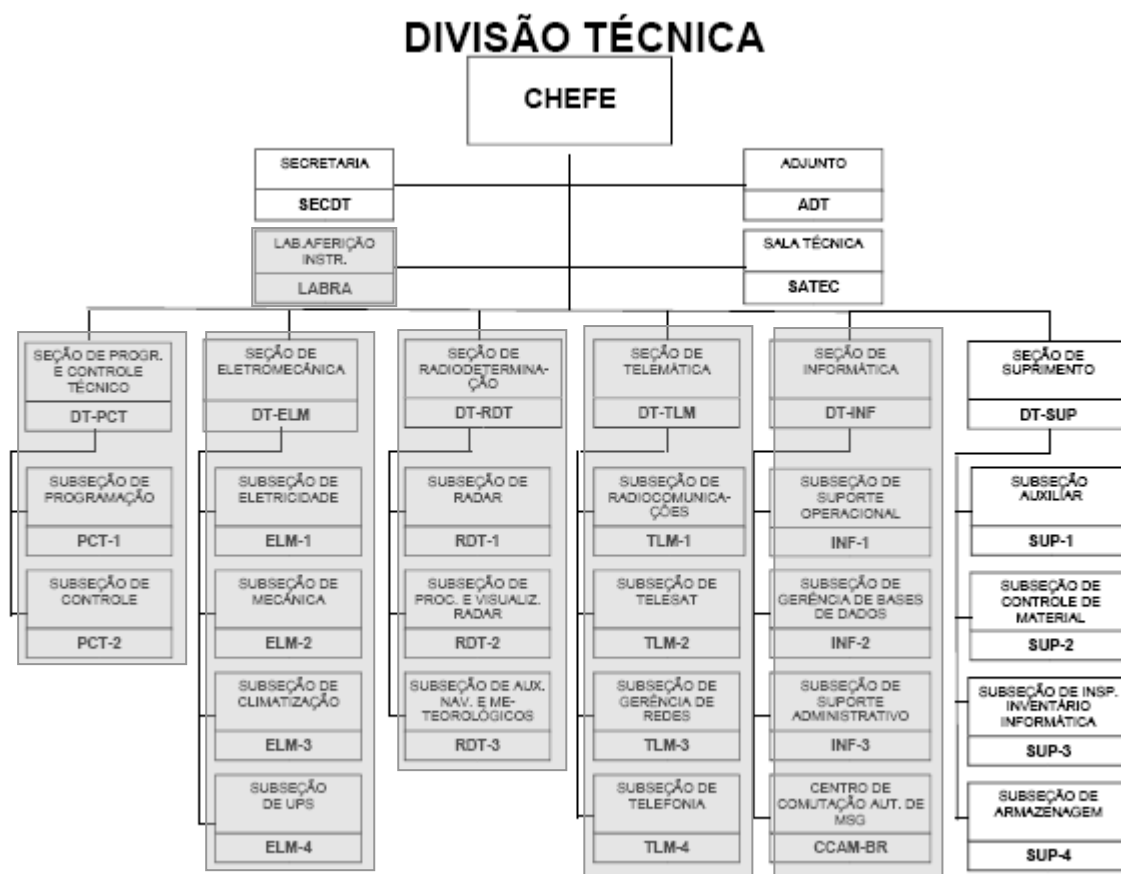 DIVISÃO TÉCNICA
CHEFE
SECRETARIA
SECDT
ADJUNTO
ADT
LAB.AFERIÇÃO
INSTR.
LABRA
SALA TÉCNICA
SATEC
SEÇÃO DE PROGR.
E CONTROLE
TÉCNICO
DT-PCT
SUBSEÇÃO DE
PROGRAMAÇÃO
PCT-1
SUBSEÇÃO DE
CONTROLE
PCT-2
SEÇÃO DE
ELETROMECÂNICA
DT-ELM
SUBSEÇÃO DE
ELETRICIDADE
ELM-1
SUBSEÇÃO DE
MECÂNICA
ELM-2
SUBSEÇÃO DE
CLIMATIZAÇÃO
ELM-3
SUBSEÇÃO
DE UPS
ELM-4
SEÇÃO DE
RADIODETERMINA-
ÇÃO
DT-RDT
SUBSEÇÃO DE
RADAR
RDT-1
SUBSEÇÃO DE
PROC. E VISUALIZ.
RADAR
RDT-2
SUBSEÇÃO DE AUX.
NAV. E ME-
TEOROLÓGICOS
RDT-3
SEÇÃO DE
TELEMÁTICA
DT-TLM
SUBSEÇÃO DE
RADIOCOMUNICA-
ÇÕES
TLM-1
SUBSEÇÃO DE
TELESAT
TLM-2
SUBSEÇÃO DE
GERÊNCIA DE
REDES
TLM-3
SUBSEÇÃO DE
TELEFONIA
TLM-4
SEÇÃO DE
INFORMÁTICA
DT-INF
SUBSEÇÃO DE
SUPORTE
OPERACIONAL
INF-1
SUBSEÇÃO DE
GERÊNCIA DE BASES
DE DADOS
INF-2
SUBSEÇÃO DE
SUPORTE
ADMINISTRATIVO
INF-3
CENTRO DE
COMUTAÇÃO AUT. DE
MSG
CCAM-BR
SEÇÃO DE
SUPRIMENTO
DT-SUP
SUBSEÇÃO
AUXILIAR
SUP-1
SUBSEÇÃO DE
CONTROLE DE
MATERIAL
SUP-2
SUBSEÇÃO DE INSP.
INVENTÁRIO
INFORMÁTICA
SUP-3
SUBSEÇÃO DE
ARMAZENAGEM
SUP-4